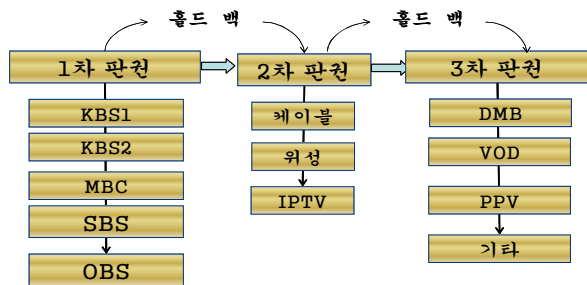 홀드 백
홀드 백
1차 판권
2차 판권
3차 판권
KBS1
KBS2
MBC
SBS
OBS
케이블
위성
IPTV
DMB
VOD
PPV
기타